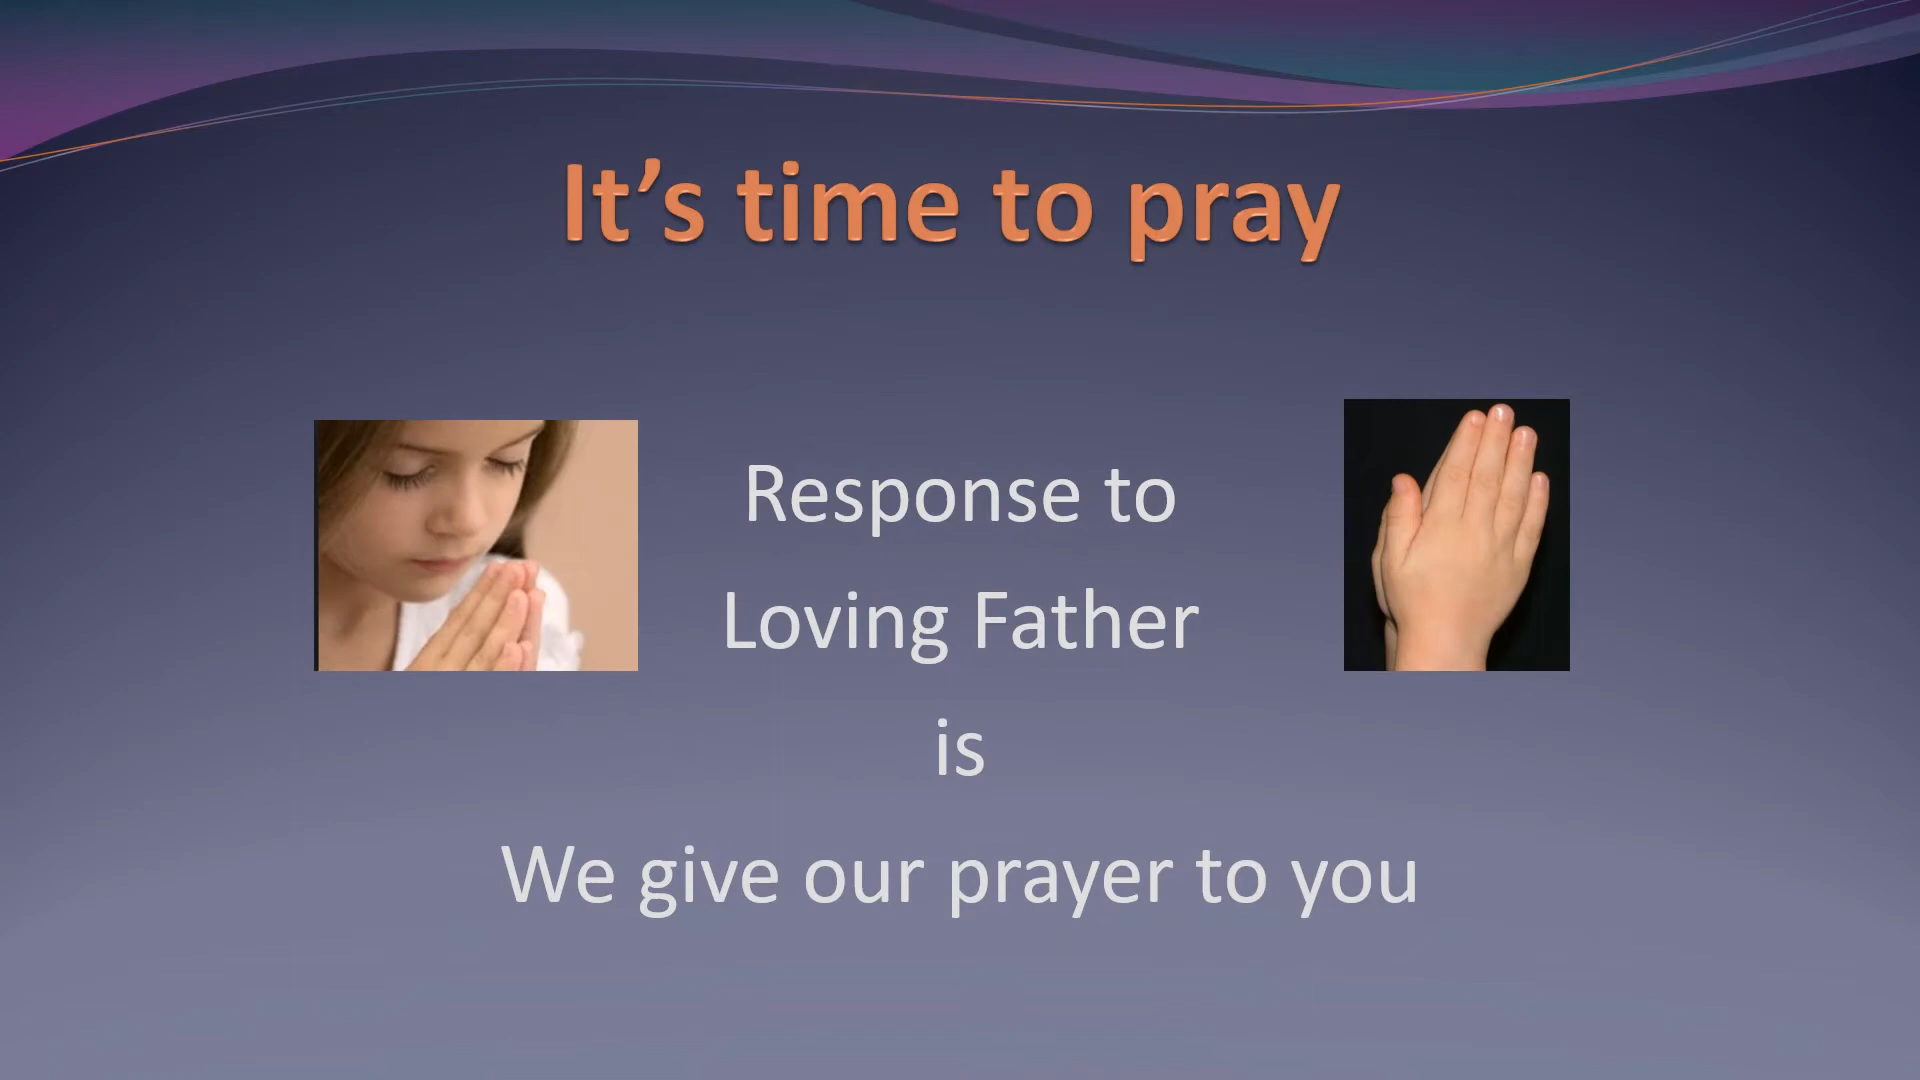 It’s time to pray
Response to
Loving Father
is
We give our prayer to you